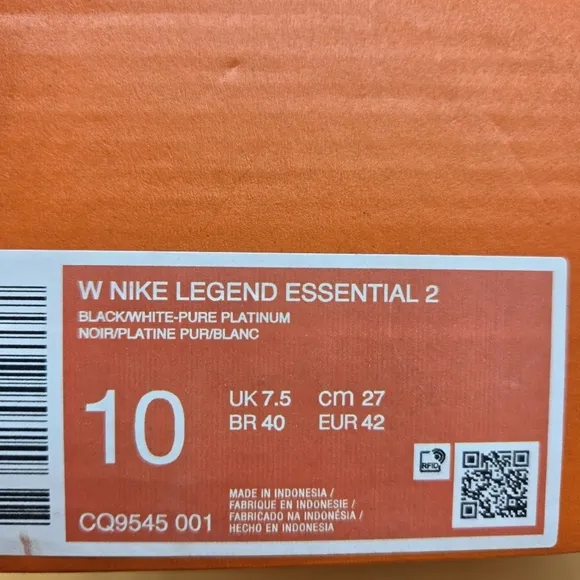 W NIKE LEGEND ESSENTIAL 2
BLACK/WHITE-PURE PLATINUM
NOIR/PLATINE PUR/BLANC
10
UK 7.5 cm 27
BR 40 EUR 42
RFID
CQ9545 001
MADE IN INDONESIA /
FABRIQUE EN INDONESIE /
FABRICADO NA INDONÉSIA /
HECHO EN INDONESIA